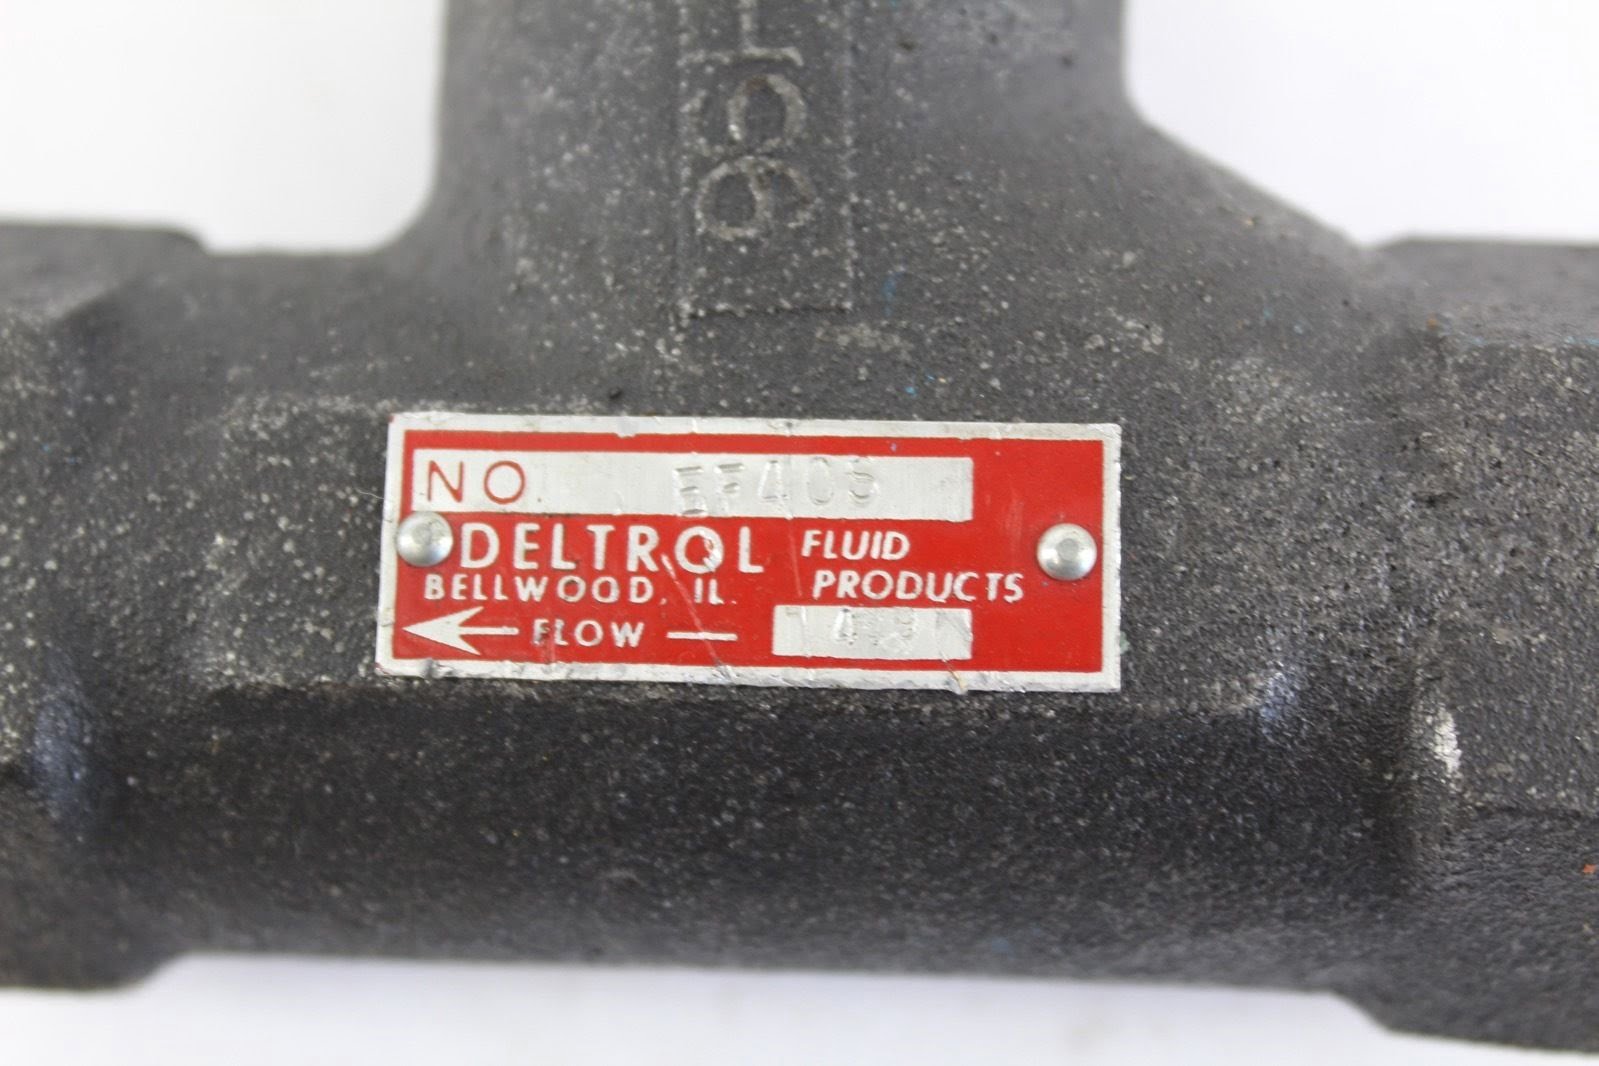 NO. EF40S
DELTROL FLUID PRODUCTS
BELLWOOD, IL.
FLOW